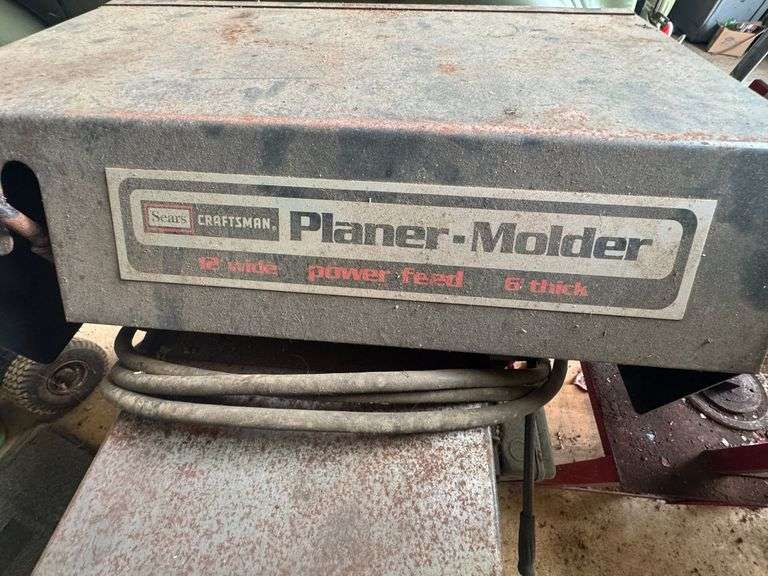 Sears CRAFTSMAN® Planer-Molder
12" wide power feed 6" thick